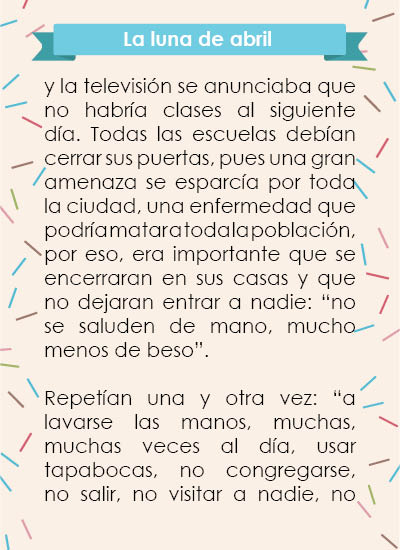 La luna de abril
y la televisión se anunciaba que
no habría clases al siguiente
día. Todas las escuelas debían
cerrar sus puertas, pues una gran
amenaza se esparcía por toda
la ciudad, una enfermedad que
podría matar a toda la población,
por eso, era importante que se
encerraran en sus casas y que
no dejaran entrar a nadie: “no
se saluden de mano, mucho
menos de beso”.
Repetían una y otra vez: “a
lavarse las manos, muchas,
muchas veces al día, usar
tapabocas, no congregarse,
no salir, no visitar a nadie, no